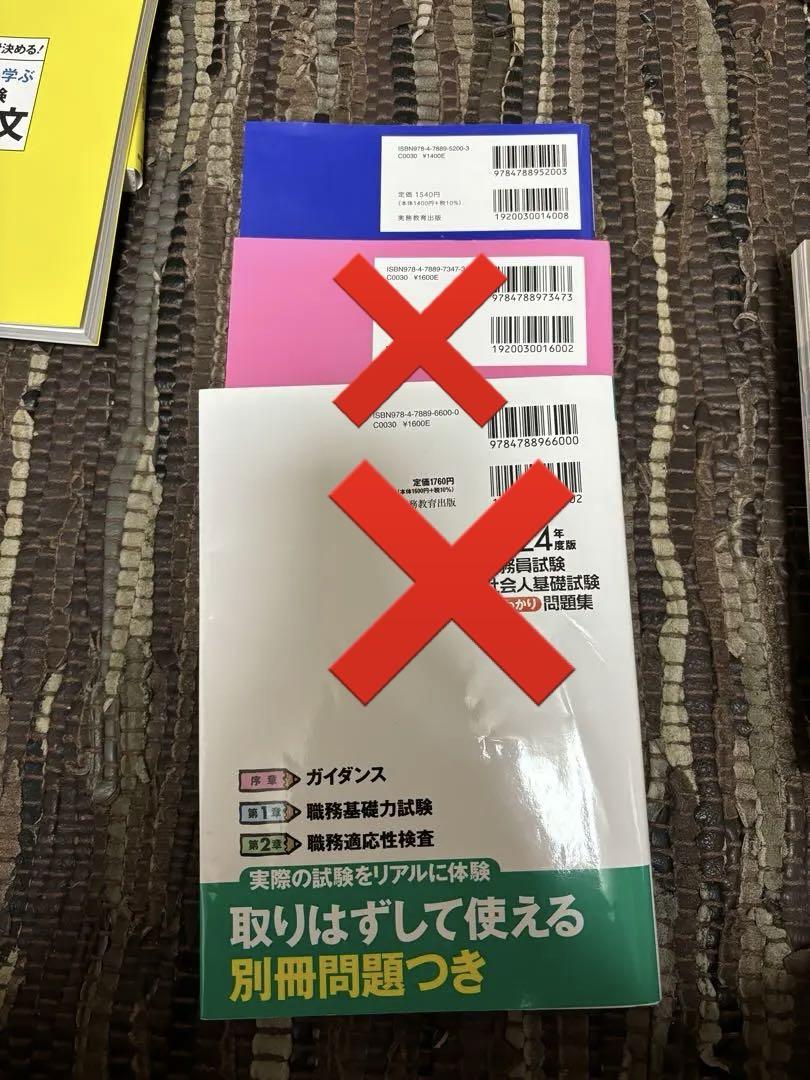 決める!
学ぶ
文
ISBN978-4-7889-5200-3
C0030 ¥1400E
9784788952003
定価 1540円
(本体1400円+税10%)
実務教育出版
1920030014008
ISBN978-4-7889-7347-3
C0030 ¥1600E
9784788973473
1920030016002
ISBN978-4-7889-6600-0
C0030 ¥1600E
9784788966000
定価1760円
(本体1600円+税10%)
務教育出版
24年度版
務員試験
社会人基礎試験
わかり 問題集
序章 ガイダンス
第1章 職務基礎力試験
第2章 職務適応性検査
実際の試験をリアルに体験
取りはずして使える
別冊問題つき